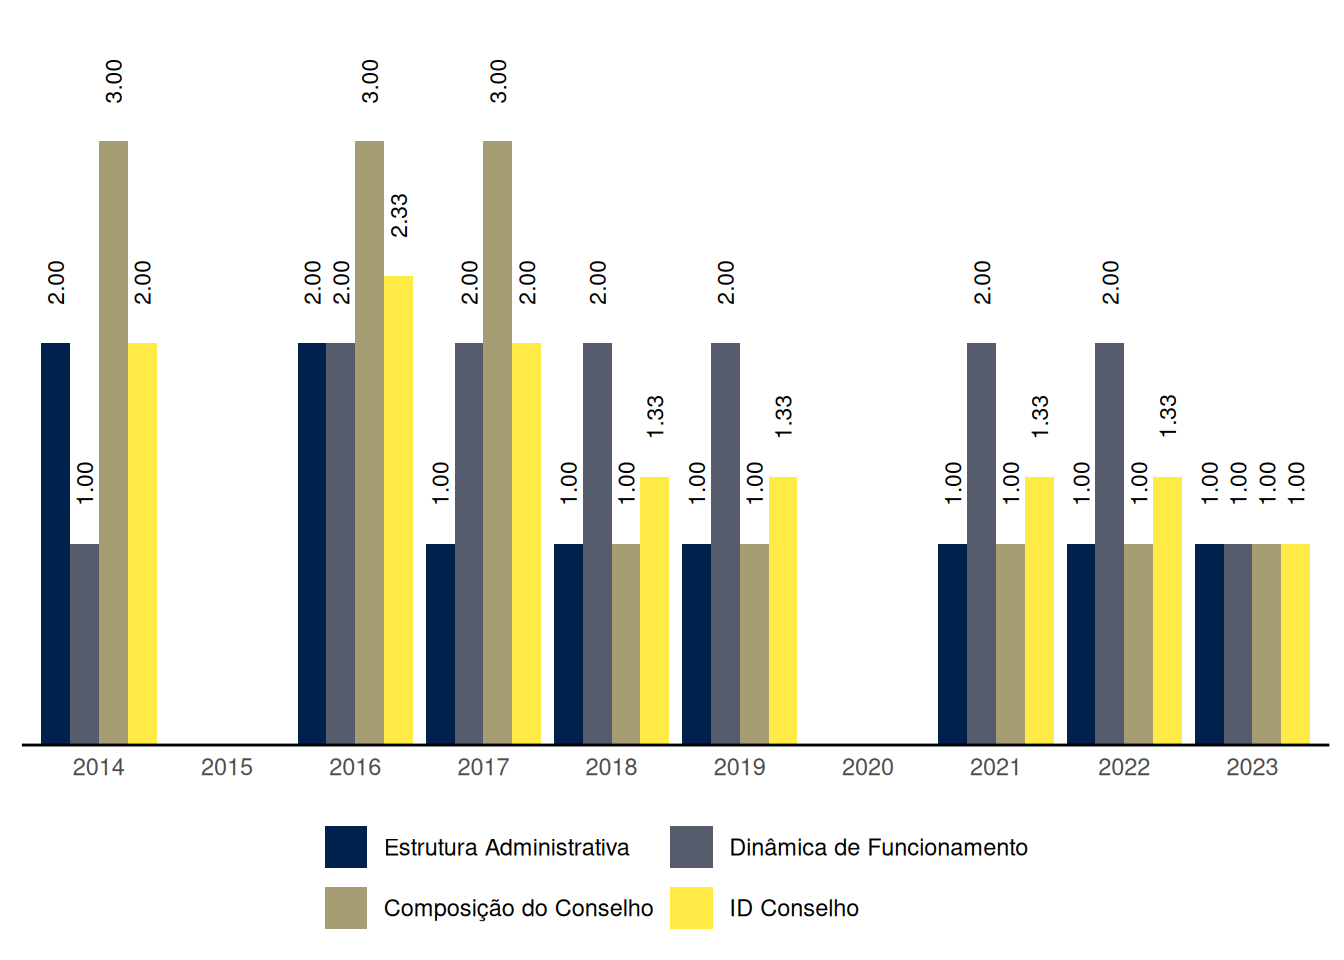 3.00 3.00 3.00
2.33
2.00 2.00 2.00 2.00 2.00 2.00 2.00 2.00 2.00 2.00
1.33 1.33 1.33 1.33
1.00 1.00 1.00 1.00 1.00 1.00 1.00 1.00 1.00 1.00 1.00 1.00 1.00 1.00
2014 2015 2016 2017 2018 2019 2020 2021 2022 2023
Estrutura Administrativa Dinâmica de Funcionamento
Composição do Conselho ID Conselho